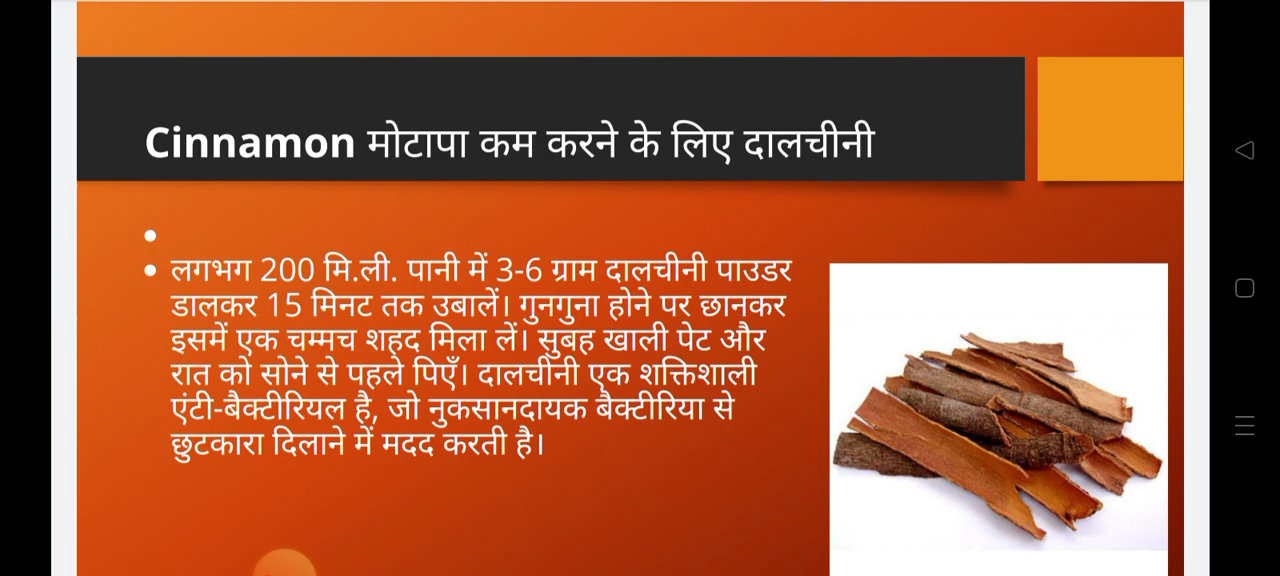 Cinnamon मोटापा कम करने के लिए दालचीनी
लगभग 200 मि.ली. पानी में 3-6 ग्राम दालचीनी पाउडर
डालकर 15 मिनट तक उबालें। गुनगुना होने पर छानकर
इसमें एक चम्मच शहद मिला लें। सुबह खाली पेट और
रात को सोने से पहले पिएँ। दालचीनी एक शक्तिशाली
एंटी-बैक्टीरियल है, जो नुकसानदायक बैक्टीरिया से
छुटकारा दिलाने में मदद करती है।